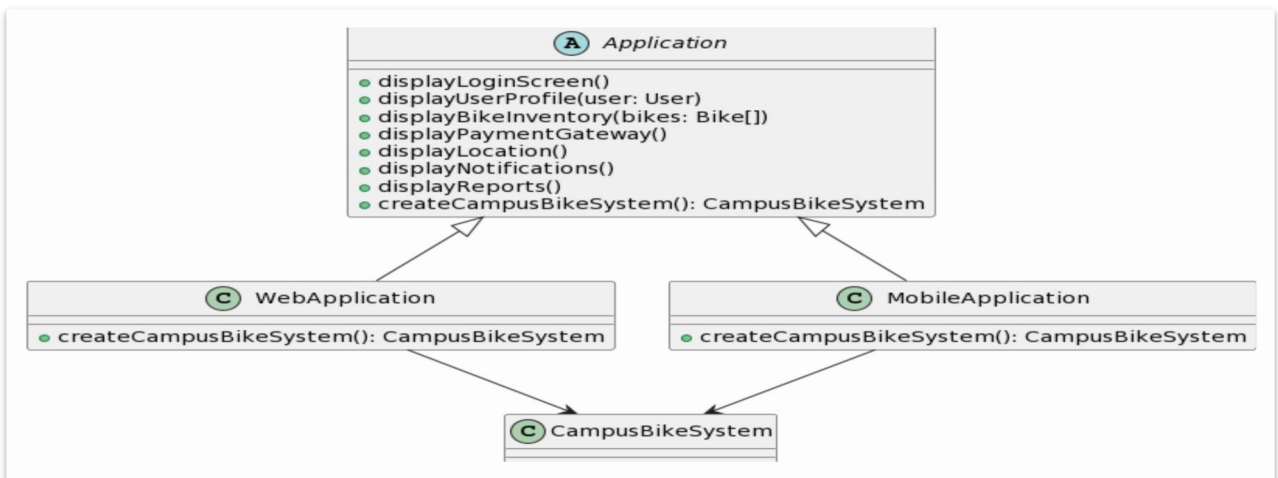 A Application
displayLoginScreen()
displayUserProfile(user: User)
displayBikeInventory(bikes: Bike[])
displayPaymentGateway()
displayLocation()
displayNotifications()
displayReports()
createCampusBikeSystem(): CampusBikeSystem
C WebApplication
createCampusBikeSystem(): CampusBikeSystem
C MobileApplication
createCampusBikeSystem(): CampusBikeSystem
C CampusBikeSystem